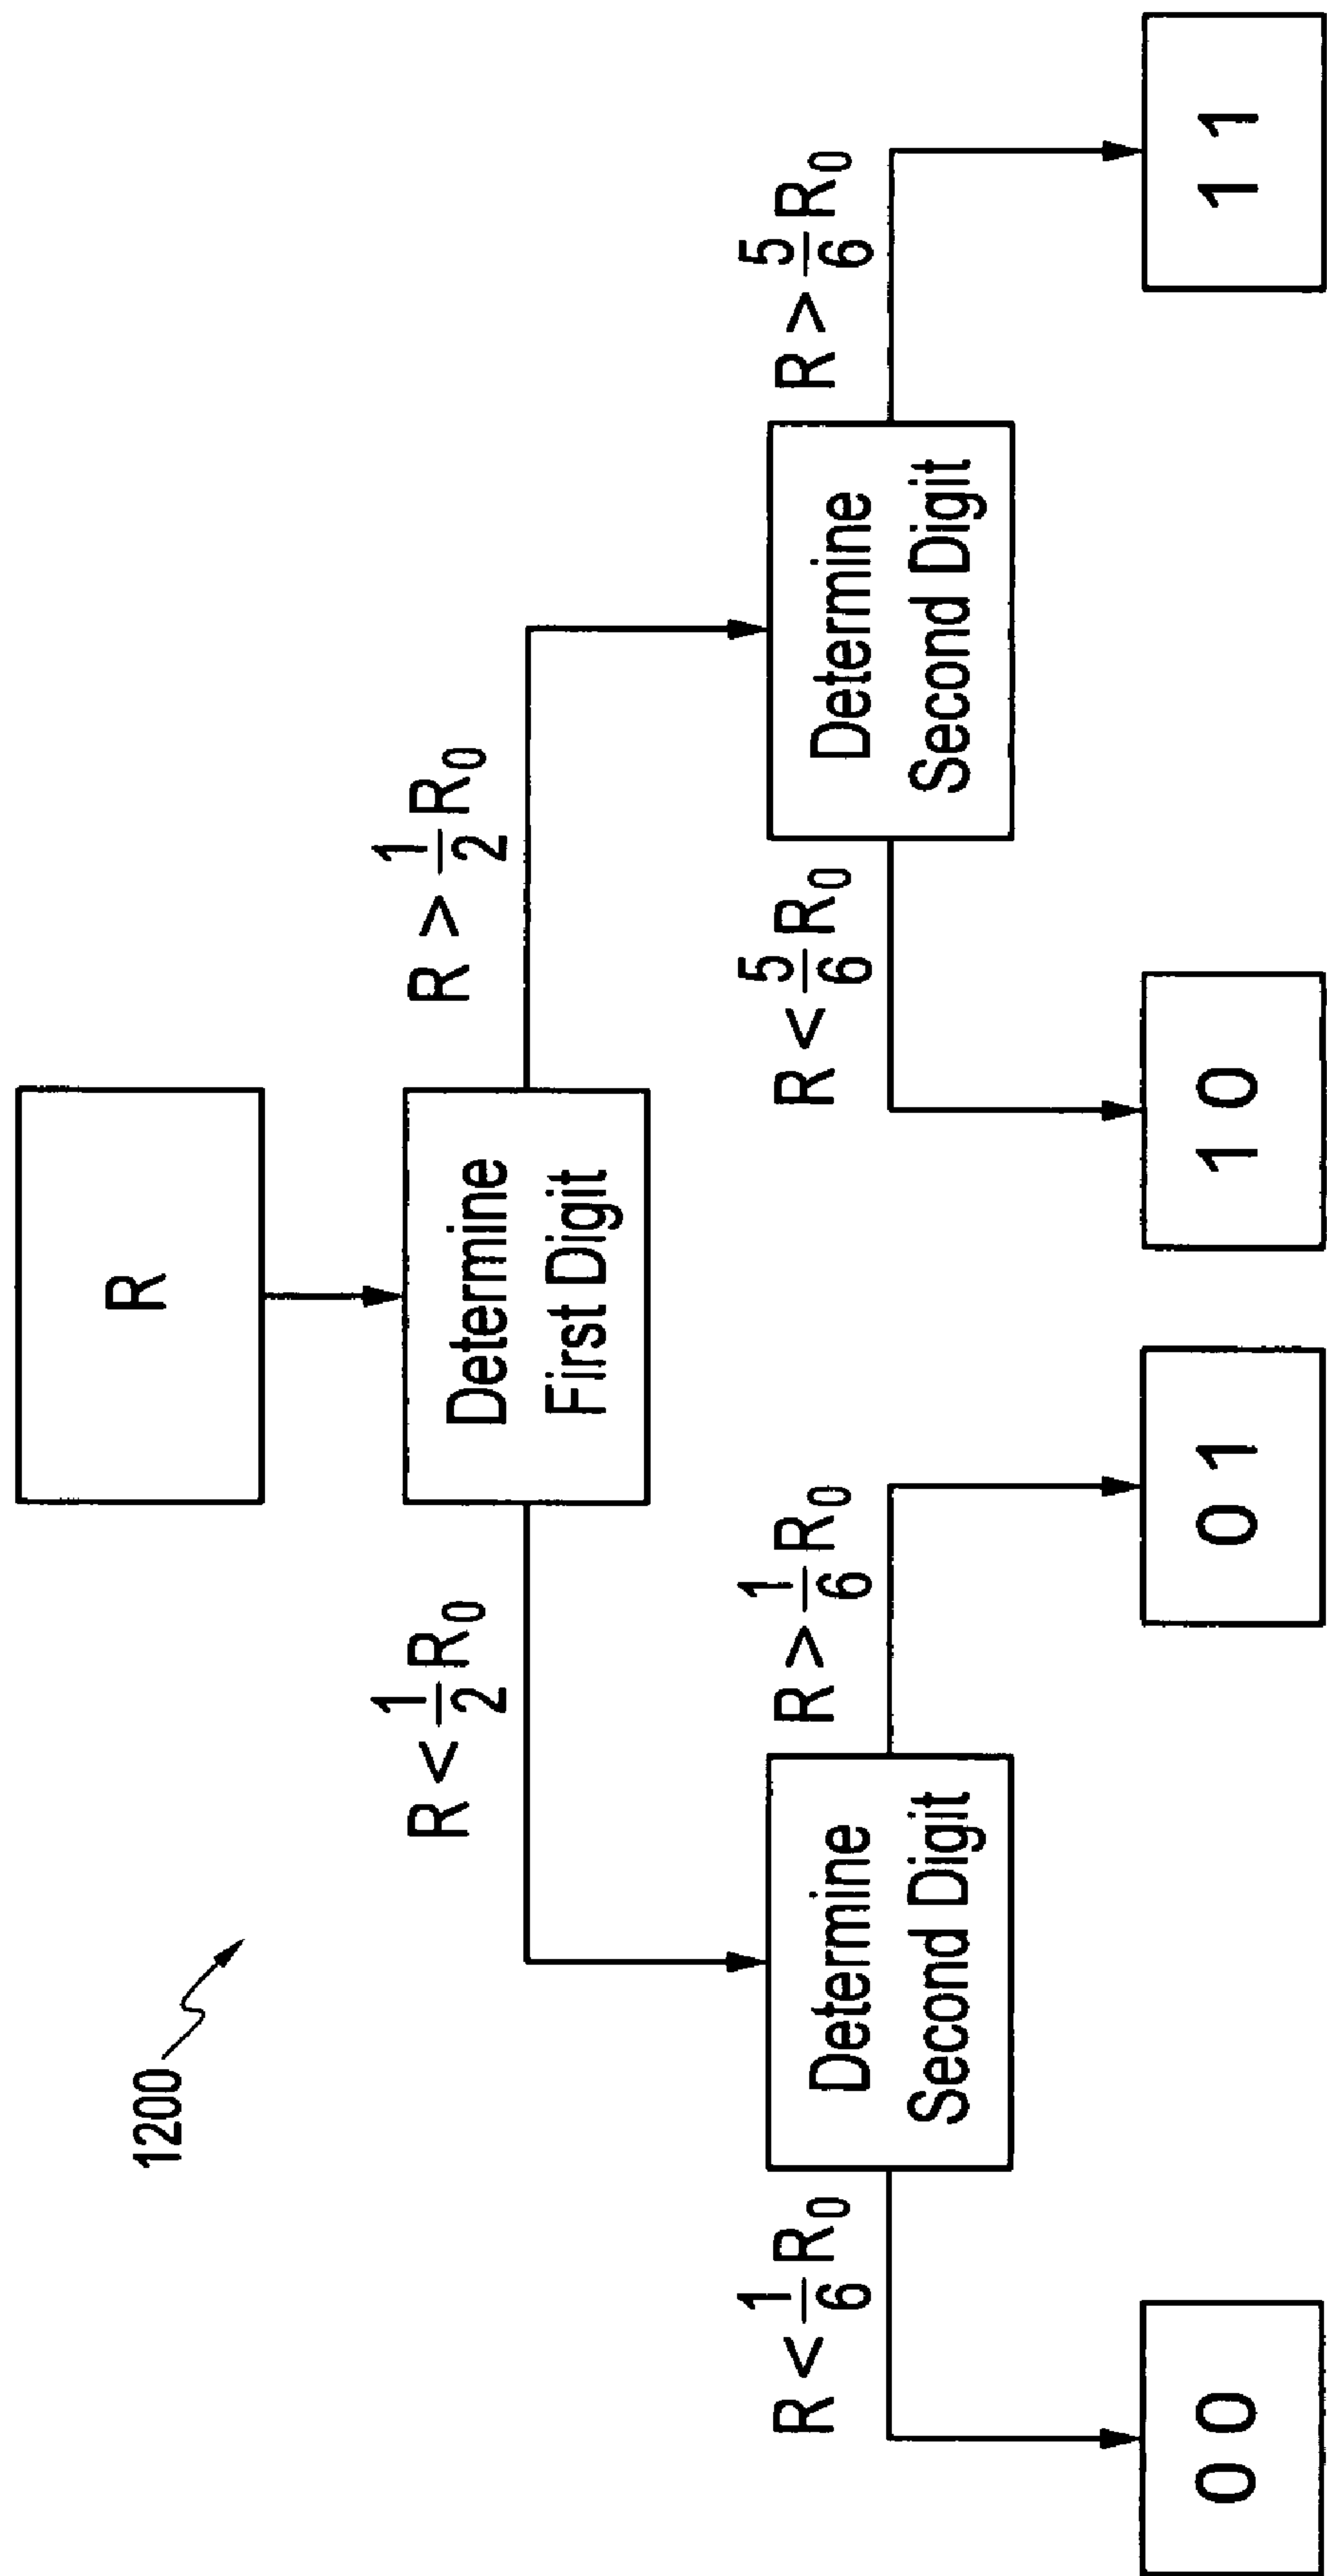 1200
R
Determine
First Digit
R < 1/2 R₀
R > 1/2 R₀
Determine
Second Digit
Determine
Second Digit
R < 1/6 R₀
R > 1/6 R₀
R < 5/6 R₀
R > 5/6 R₀
0 0
0 1
1 0
1 1